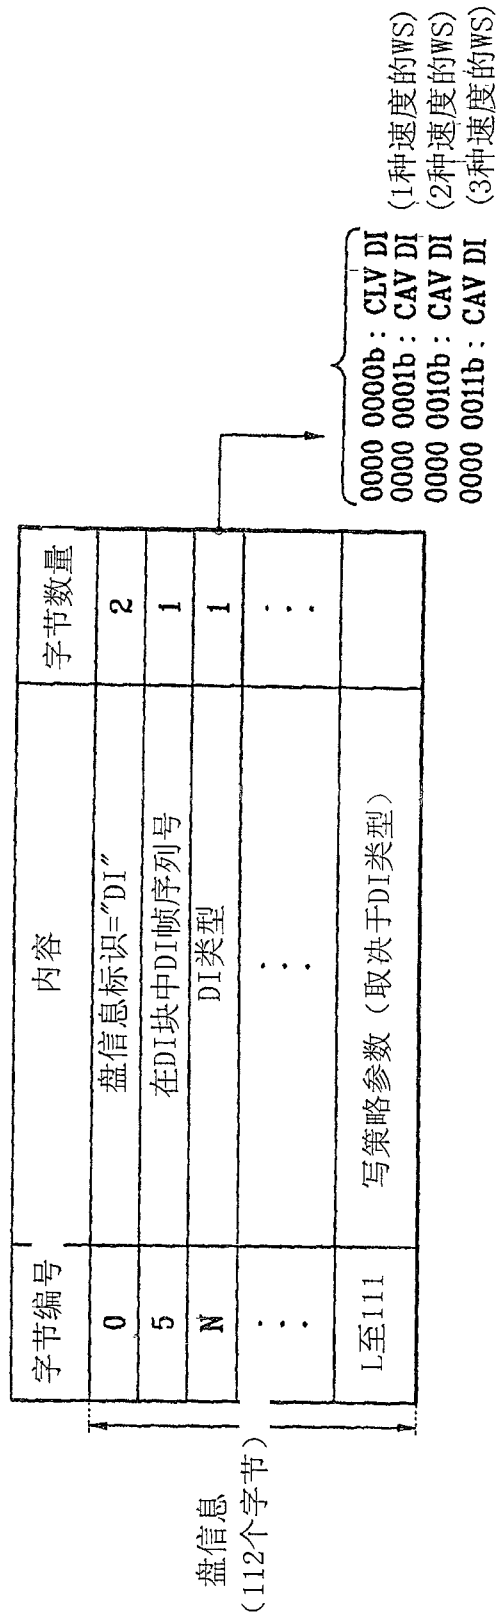 盘信息
(112个字节)
字节编号 内容 字节数量
0 盘信息标识="DI" 2
5 在DI块中DI帧序列号 1
N DI类型 1
⋮ ⋮ ⋮
L至111 写策略参数 (取决于DI类型)
0000 0000b: CLV DI
0000 0001b: CAV DI (1种速度的WS)
0000 0010b: CAV DI (2种速度的WS)
0000 0011b: CAV DI (3种速度的WS)